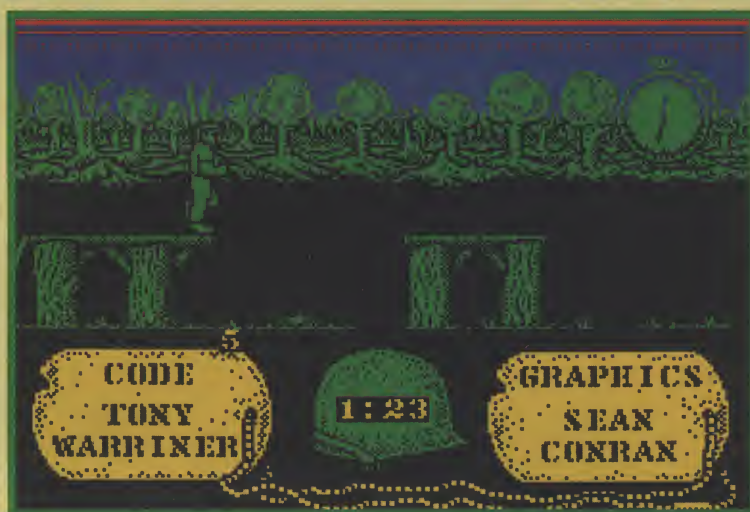 5
CODE
TONY
WARRINER
1:23
GRAPHICS
SEAN
CONRAN